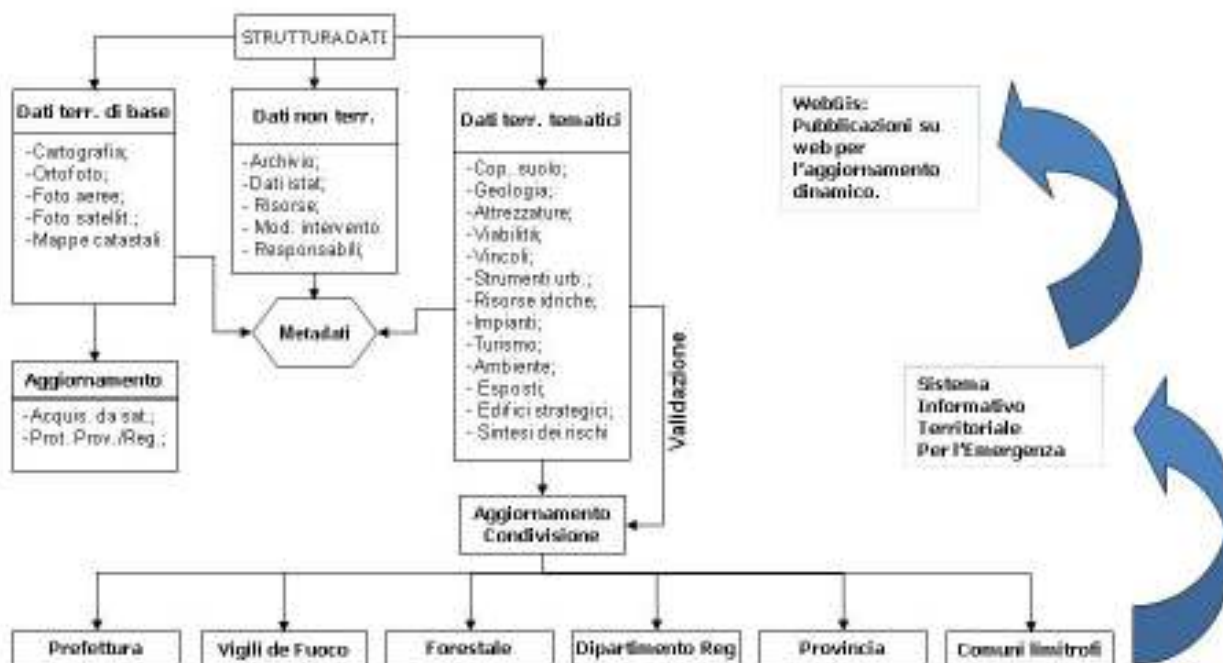 STRUTTURA DATI
Dati terr. di base
-Cartografia;
-Ortofoto;
-Foto aeree;
-Foto satellit.;
-Mappe catastali
Dati non terr.
-Archivio;
-Dati istat;
- Risorse;
- Mod. intervento
- Responsabili;
Dati terr. tematici
-Cop. suolo;
-Geologia;
-Attrezzature;
-Viabilità;
-Vincoli;
-Strumenti urb.;
-Risorse idriche;
-Impianti;
-Turismo;
-Ambiente;
- Esposti;
- Edifici strategici;
- Sintesi dei rischi
Metadati
Aggiornamento
-Acquis. da sat.;
-Prot. Prov./Reg.;
Validazione
Aggiornamento
Condivisione
Prefettura
Vigili de Fuoco
Forestale
Dipartimento Reg
Provincia
Comuni limitrofi
WebGis:
Pubblicazioni su
web per
l'aggiornamento
dinamico.
Sistema
Informativo
Territoriale
Per l'Emergenza